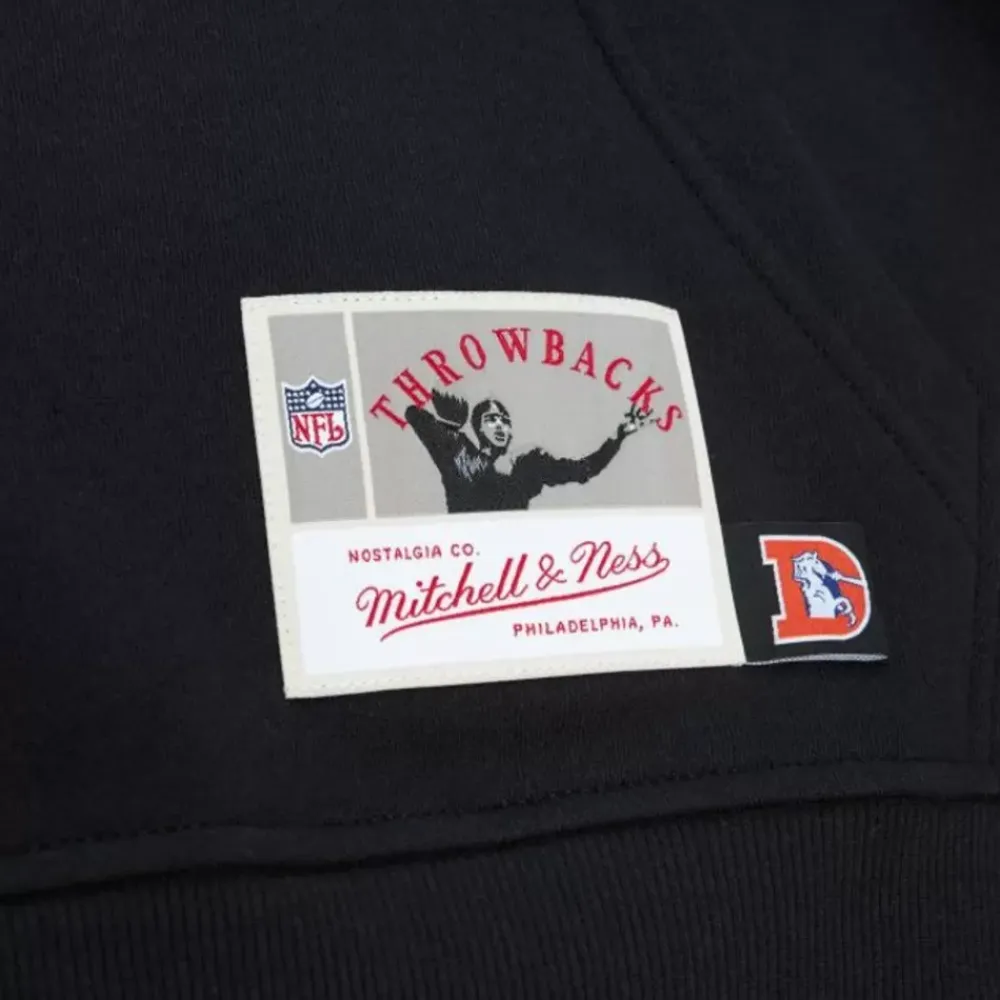 THROWBACKS
NFL
NOSTALGIA CO.
Mitchell & Ness
PHILADELPHIA, PA.
D